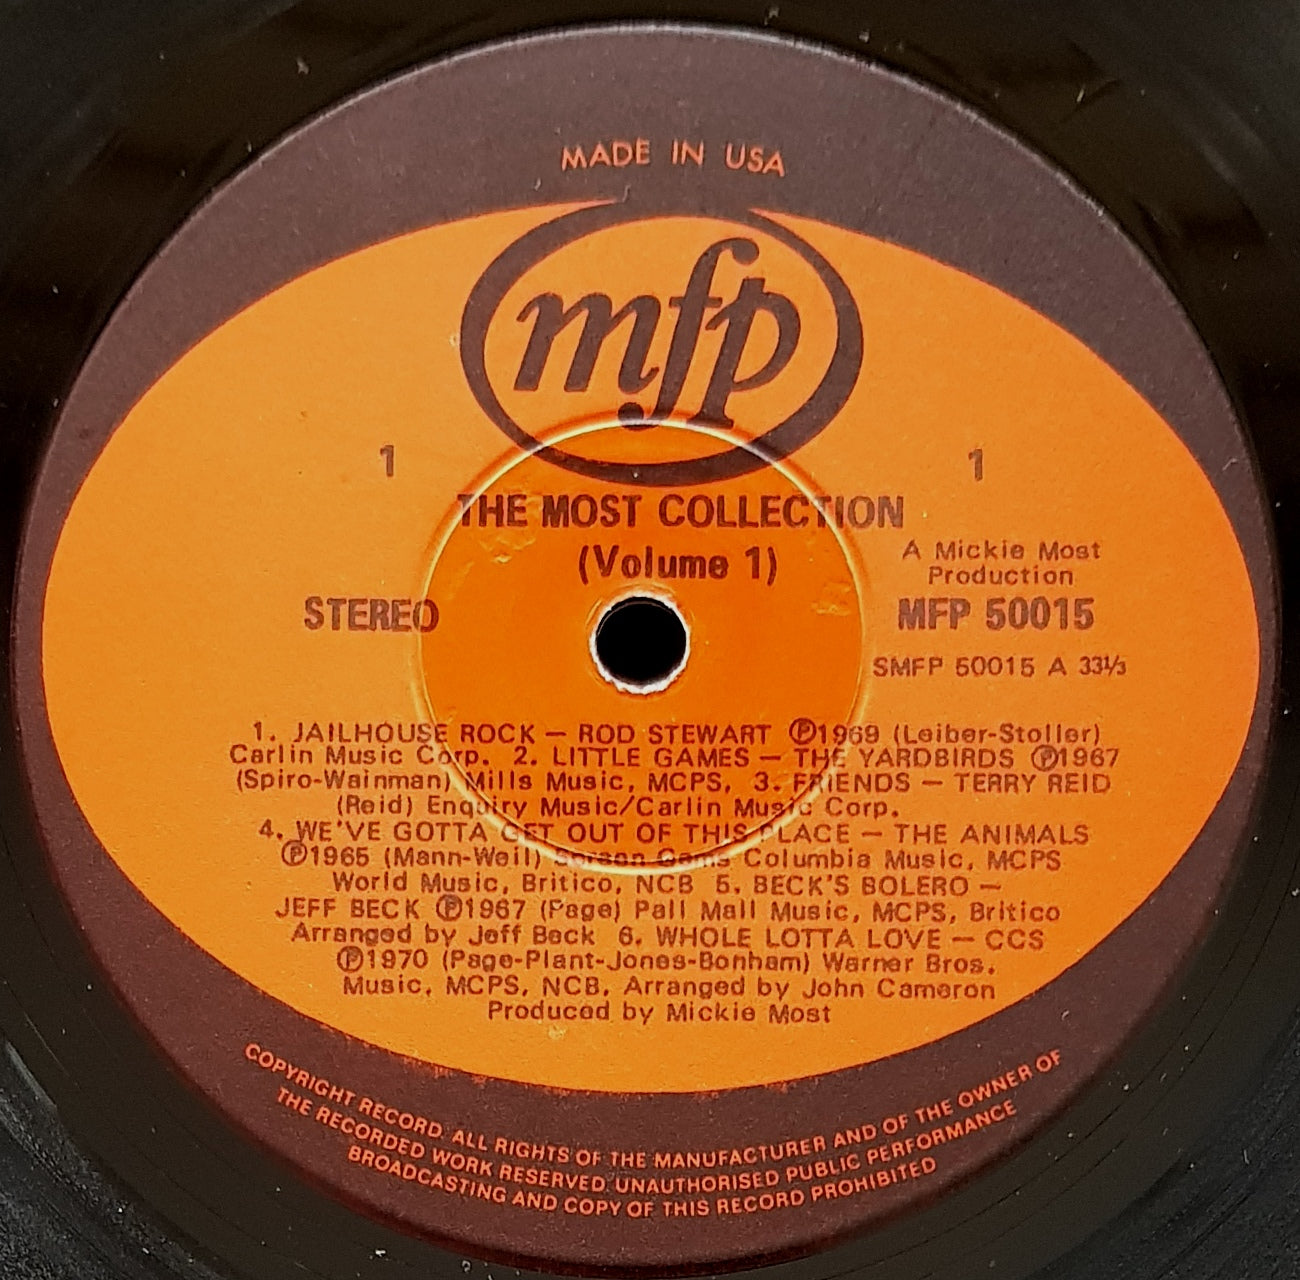 MADE IN USA
mfp
1
1
THE MOST COLLECTION
(Volume 1)
A Mickie Most
Production
STEREO
MFP 50015
SMFP 50015 A 33⅓
1. JAILHOUSE ROCK — ROD STEWART ℗1969 (Leiber-Stoller)
Carlin Music Corp. 2. LITTLE GAMES — THE YARDBIRDS ℗1967
(Spiro-Wainman) Mills Music, MCPS, 3. FRIENDS — TERRY REID
(Reid) Enquiry Music/Carlin Music Corp.
4. WE'VE GOTTA GET OUT OF THIS PLACE — THE ANIMALS
℗1965 (Mann-Weil) Screen Gems Columbia Music, MCPS
World Music, Britico, NCB 5. BECK'S BOLERO —
JEFF BECK ℗1967 (Page) Pall Mall Music, MCPS, Britico
Arranged by Jeff Beck 6. WHOLE LOTTA LOVE — CCS
℗1970 (Page-Plant-Jones-Bonham) Warner Bros.
Music, MCPS, NCB, Arranged by John Cameron
Produced by Mickie Most
COPYRIGHT RECORD. ALL RIGHTS OF THE MANUFACTURER AND OF THE OWNER OF
THE RECORDED WORK RESERVED UNAUTHORISED PUBLIC PERFORMANCE
BROADCASTING AND COPY OF THIS RECORD PROHIBITED